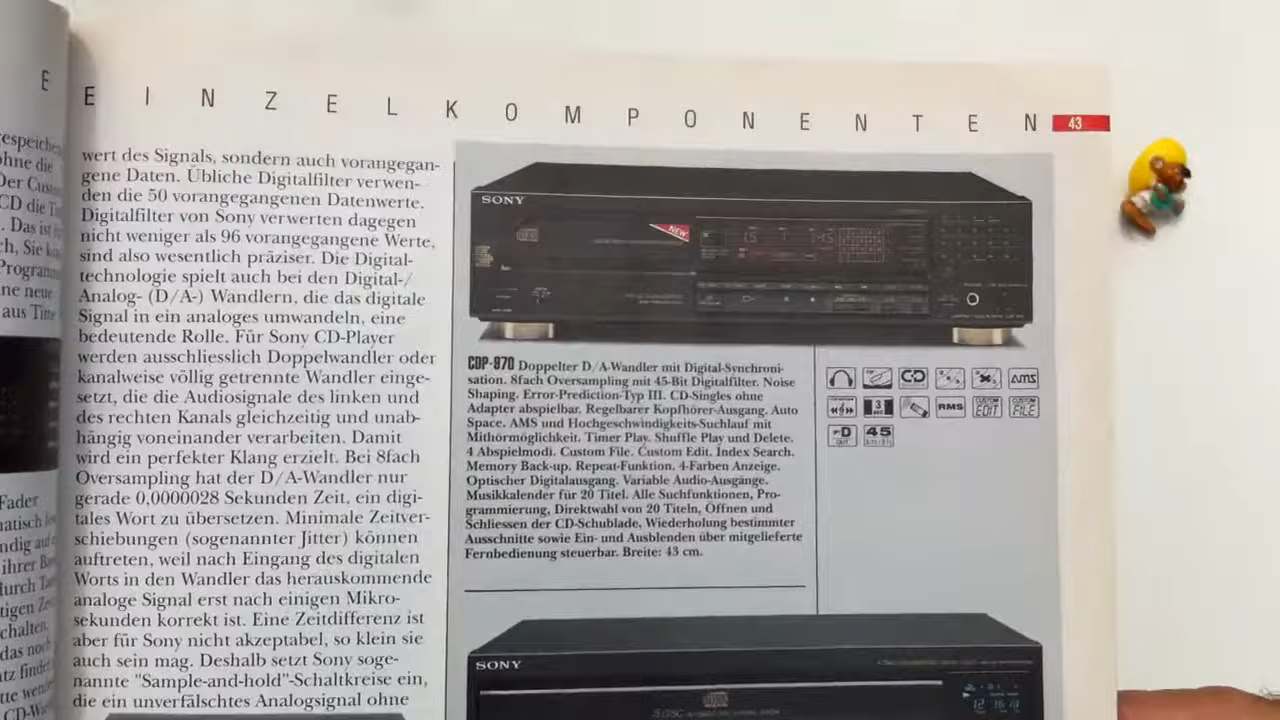 E
EINZELKOMPONENTEN
43
wert des Signals, sondern auch vorangegan-
gene Daten. Übliche Digitalfilter verwen-
den die 50 vorangegangenen Datenwerte.
Digitalfilter von Sony verwerten dagegen
nicht weniger als 96 vorangegangene Werte,
sind also wesentlich präziser. Die Digital-
technologie spielt auch bei den Digital-/
Analog- (D/A-) Wandlern, die das digitale
Signal in ein analoges umwandeln, eine
bedeutende Rolle. Für Sony CD-Player
werden ausschliesslich Doppelwandler oder
kanalweise völlig getrennte Wandler einge-
setzt, die die Audiosignale des linken und
des rechten Kanals gleichzeitig und unab-
hängig voneinander verarbeiten. Damit
wird ein perfekter Klang erzielt. Bei 8fach
Oversampling hat der D/A-Wandler nur
gerade 0,0000028 Sekunden Zeit, ein digi-
tales Wort zu übersetzen. Minimale Zeitver-
schiebungen (sogenannter Jitter) können
auftreten, weil nach Eingang des digitalen
Worts in den Wandler das herauskommende
analoge Signal erst nach einigen Mikro-
sekunden korrekt ist. Eine Zeitdifferenz ist
aber für Sony nicht akzeptabel, so klein sie
auch sein mag. Deshalb setzt Sony soge-
nannte "Sample-and-hold"-Schaltkreise ein,
die ein unverfälschtes Analogsignal ohne
SONY
NEW
CDP-970 Doppelter D/A-Wandler mit Digital-Synchroni-
sation. 8fach Oversampling mit 45-Bit Digitalfilter. Noise
Shaping. Error-Prediction-Typ III. CD-Singles ohne
Adapter abspielbar. Regelbarer Kopfhörer-Ausgang. Auto
Space. AMS und Hochgeschwindigkeits-Suchlauf mit
Mithörmöglichkeit. Timer Play. Shuffle Play und Delete.
4 Abspielmodi. Custom File. Custom Edit. Index Search.
Memory Back-up. Repeat-Funktion. 4-Farben Anzeige.
Optischer Digitalausgang. Variable Audio-Ausgänge.
Musikkalender für 20 Titel. Alle Suchfunktionen, Pro-
grammierung, Direktwahl von 20 Titeln, Öffnen und
Schliessen der CD-Schublade, Wiederholung bestimmter
Ausschnitte sowie Ein- und Ausblenden über mitgelieferte
Fernbedienung steuerbar. Breite: 43 cm.
AMS
3
RMS
CUSTOM EDIT
CUSTOM FILE
D OUT
45
SONY
5 DISC